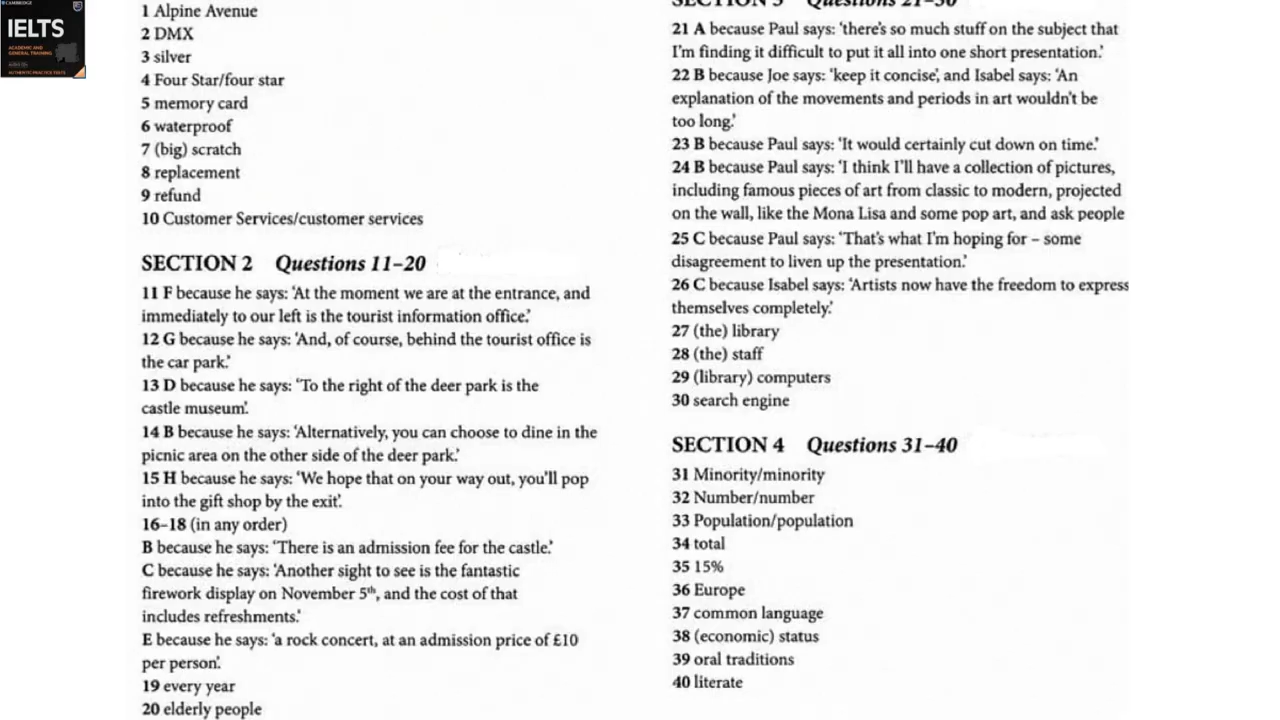 CAMBRIDGE
IELTS
ACADEMIC AND
GENERAL TRAINING
AUTHENTIC PRACTICE TESTS
1 Alpine Avenue
2 DMX
3 silver
4 Four Star/four star
5 memory card
6 waterproof
7 (big) scratch
8 replacement
9 refund
10 Customer Services/customer services
SECTION 2 Questions 11–20
11 F because he says: ‘At the moment we are at the entrance, and
immediately to our left is the tourist information office.’
12 G because he says: ‘And, of course, behind the tourist office is
the car park.’
13 D because he says: ‘To the right of the deer park is the
castle museum’.
14 B because he says: ‘Alternatively, you can choose to dine in the
picnic area on the other side of the deer park.’
15 H because he says: ‘We hope that on your way out, you’ll pop
into the gift shop by the exit’.
16–18 (in any order)
B because he says: ‘There is an admission fee for the castle.’
C because he says: ‘Another sight to see is the fantastic
firework display on November 5th, and the cost of that
includes refreshments.’
E because he says: ‘a rock concert, at an admission price of £10
per person’.
19 every year
20 elderly people
SECTION 3 Questions 21–30
21 A because Paul says: ‘there’s so much stuff on the subject that
I’m finding it difficult to put it all into one short presentation.’
22 B because Joe says: ‘keep it concise’, and Isabel says: ‘An
explanation of the movements and periods in art wouldn’t be
too long.’
23 B because Paul says: ‘It would certainly cut down on time.’
24 B because Paul says: ‘I think I’ll have a collection of pictures,
including famous pieces of art from classic to modern, projected
on the wall, like the Mona Lisa and some pop art, and ask people
25 C because Paul says: ‘That’s what I’m hoping for – some
disagreement to liven up the presentation.’
26 C because Isabel says: ‘Artists now have the freedom to express
themselves completely.’
27 (the) library
28 (the) staff
29 (library) computers
30 search engine
SECTION 4 Questions 31–40
31 Minority/minority
32 Number/number
33 Population/population
34 total
35 15%
36 Europe
37 common language
38 (economic) status
39 oral traditions
40 literate